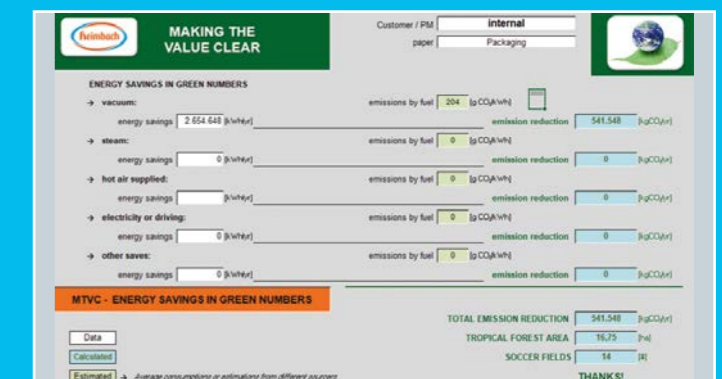 Heimbach
MAKING THE
VALUE CLEAR
Customer / PM internal
paper Packaging
ENERGY SAVINGS IN GREEN NUMBERS
→ vacuum: emissions by fuel 204 [g CO₂/kWh]
energy savings 2 654 648 [kWh/yr] emission reduction 541.548 [kgCO₂/yr]
→ steam: emissions by fuel 0 [g CO₂/kWh]
energy savings 0 [kWh/yr] emission reduction 0 [kgCO₂/yr]
→ hot air supplied: emissions by fuel 0 [g CO₂/kWh]
energy savings [kWh/yr] emission reduction 0 [kgCO₂/yr]
→ electricity or driving: emissions by fuel 0 [g CO₂/kWh]
energy savings 0 [kWh/yr] emission reduction 0 [kgCO₂/yr]
→ other saves: emissions by fuel 0 [g CO₂/kWh]
energy savings 0 [kWh/yr] emission reduction 0 [kgCO₂/yr]
MTVC - ENERGY SAVINGS IN GREEN NUMBERS
TOTAL EMISSION REDUCTION 541.548 [kgCO₂/yr]
Data TROPICAL FOREST AREA 16,75 [ha]
Calculated SOCCER FIELDS 14 [#]
Estimated → Average consumptions or estimations from different sources THANKS!